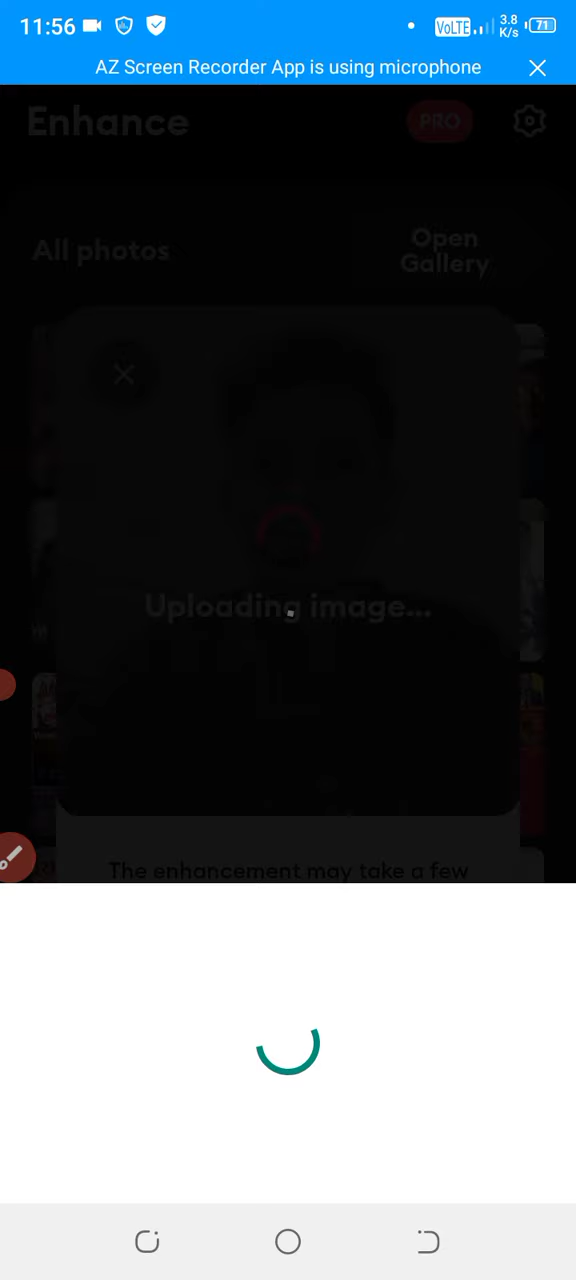 11:56
VoLTE
3.8
K/s
71
AZ Screen Recorder App is using microphone
Enhance
PRO
All photos
Open
Gallery
Uploading image...
The enhancement may take a few